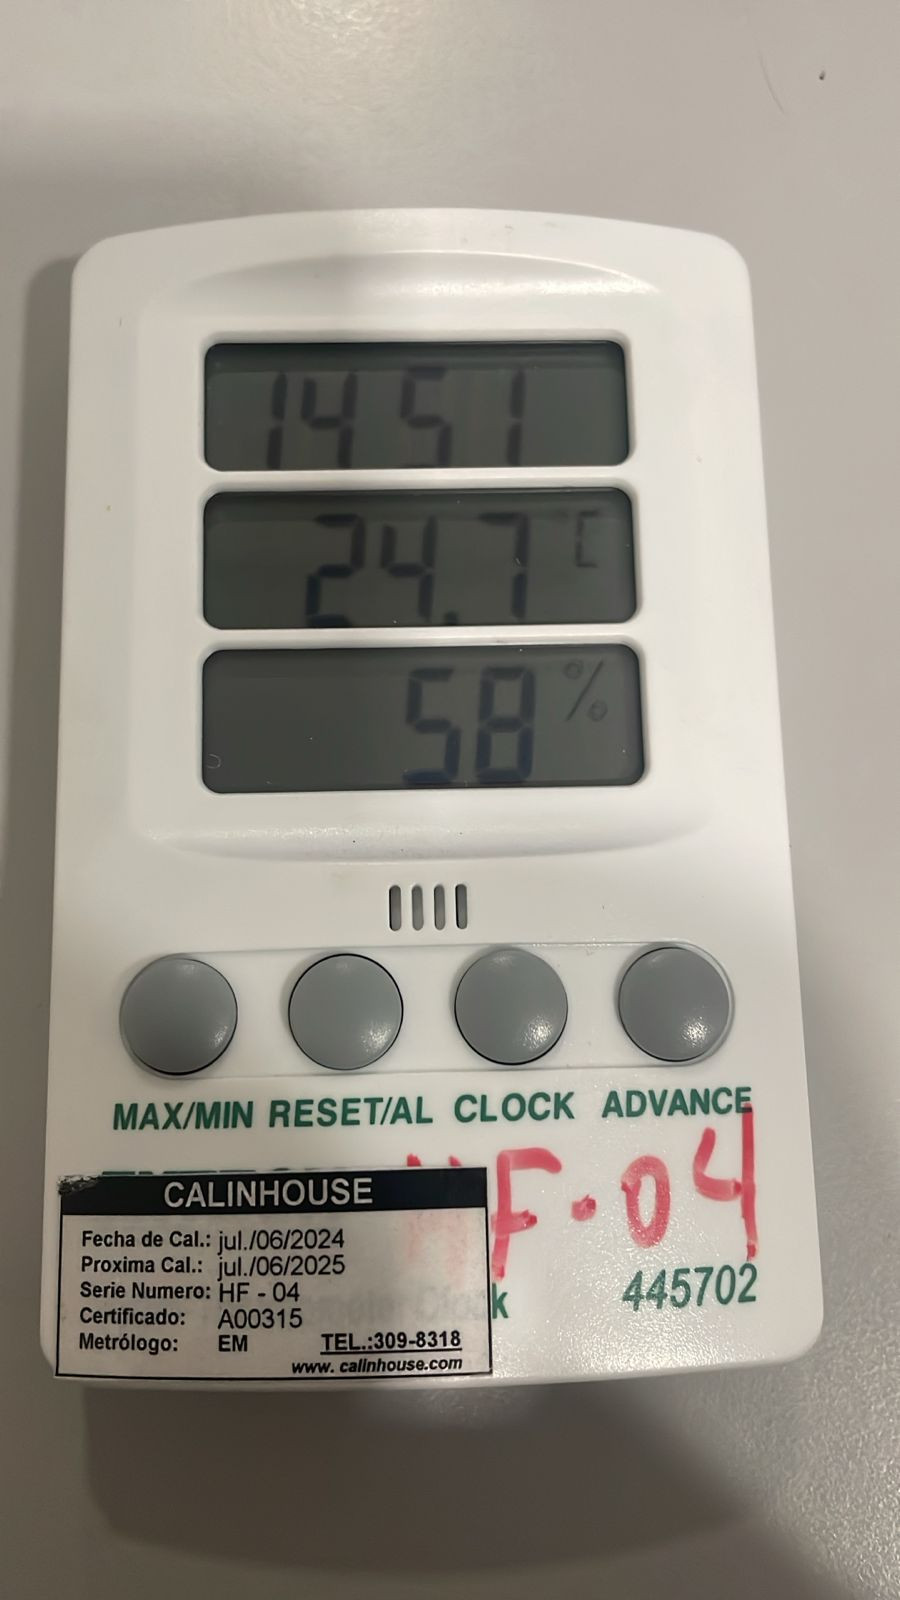 14 51
24.7 °C
58 %
MAX/MIN RESET/AL CLOCK ADVANCE
HF-04
445702
CALINHOUSE
Fecha de Cal.: jul./06/2024
Proxima Cal.: jul./06/2025
Serie Numero: HF - 04
Certificado: A00315
Metrólogo: EM TEL.:309-8318
www. calinhouse.com